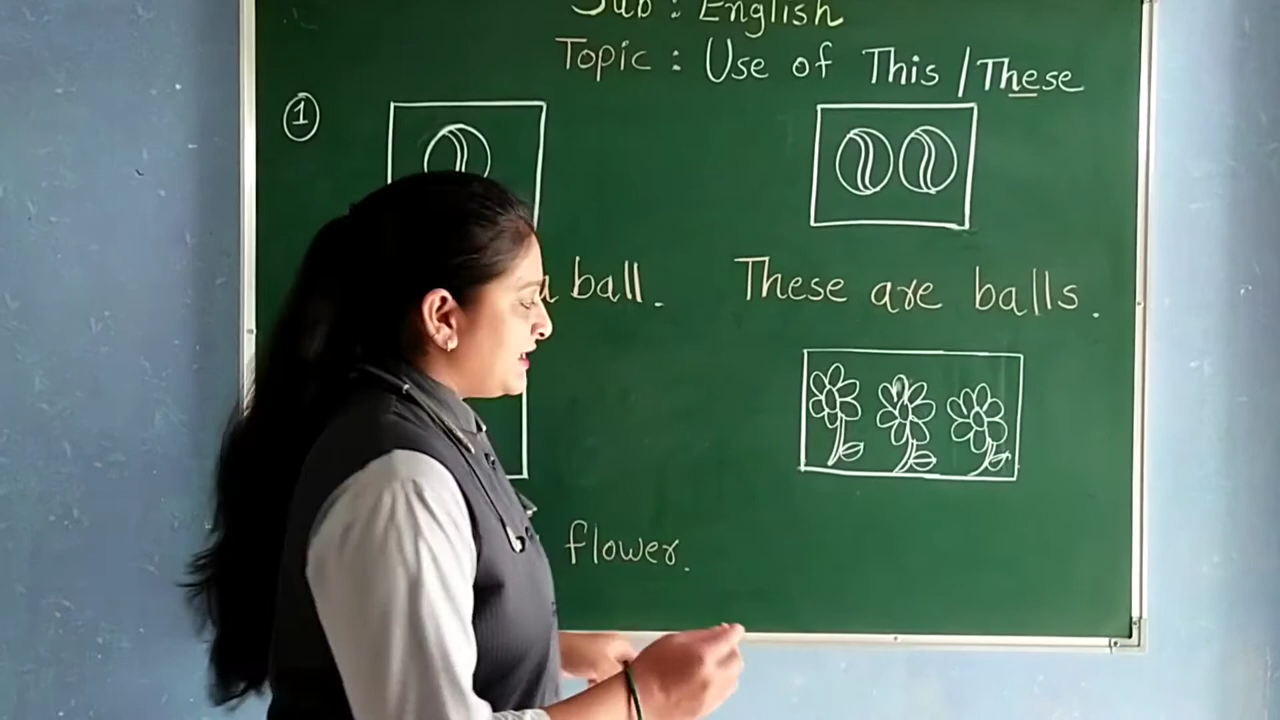 Sub : English
Topic : Use of This / These
1
a ball.
These are balls.
flower.